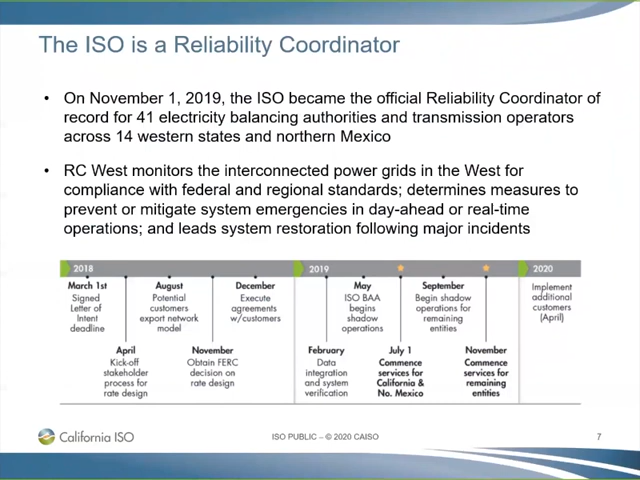 The ISO is a Reliability Coordinator
• On November 1, 2019, the ISO became the official Reliability Coordinator of
record for 41 electricity balancing authorities and transmission operators
across 14 western states and northern Mexico
• RC West monitors the interconnected power grids in the West for
compliance with federal and regional standards; determines measures to
prevent or mitigate system emergencies in day-ahead or real-time
operations; and leads system restoration following major incidents
2018
2019
2020
March 1st
Signed
Letter of
Intent
deadline
April
Kick-off
stakeholder
process for
rate design
August
Potential
customers
export network
model
November
Obtain FERC
decision on
rate design
December
Execute
agreements
w/customers
February
Data
integration
and system
verification
May
ISO BAA
begins
shadow
operations
July 1
Commence
services for
California &
No. Mexico
September
Begin shadow
operations for
remaining
entities
November
Commence
services for
remaining
entities
Implement
additional
customers
(April)
California ISO
ISO PUBLIC – © 2020 CAISO
7